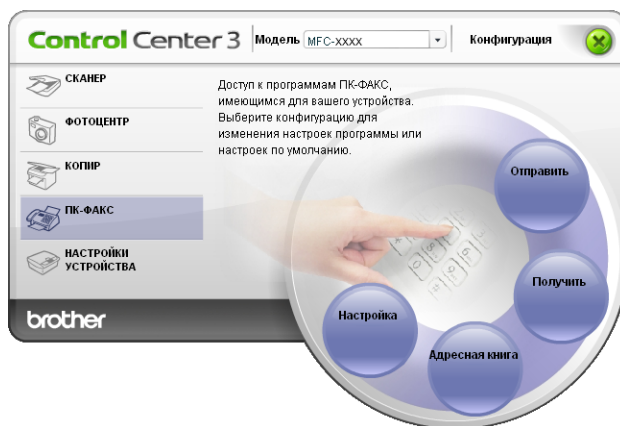 Control Center 3
Модель
MFC-XXXX
Конфигурация
СКАНЕР
ФОТОЦЕНТР
КОПИР
ПК-ФАКС
НАСТРОЙКИ
УСТРОЙСТВА
Доступ к программам ПК-ФАКС,
имеющимся для вашего устройства.
Выберите конфигурацию для
изменения настроек программы или
настроек по умолчанию.
Отправить
Получить
Адресная книга
Настройка
brother